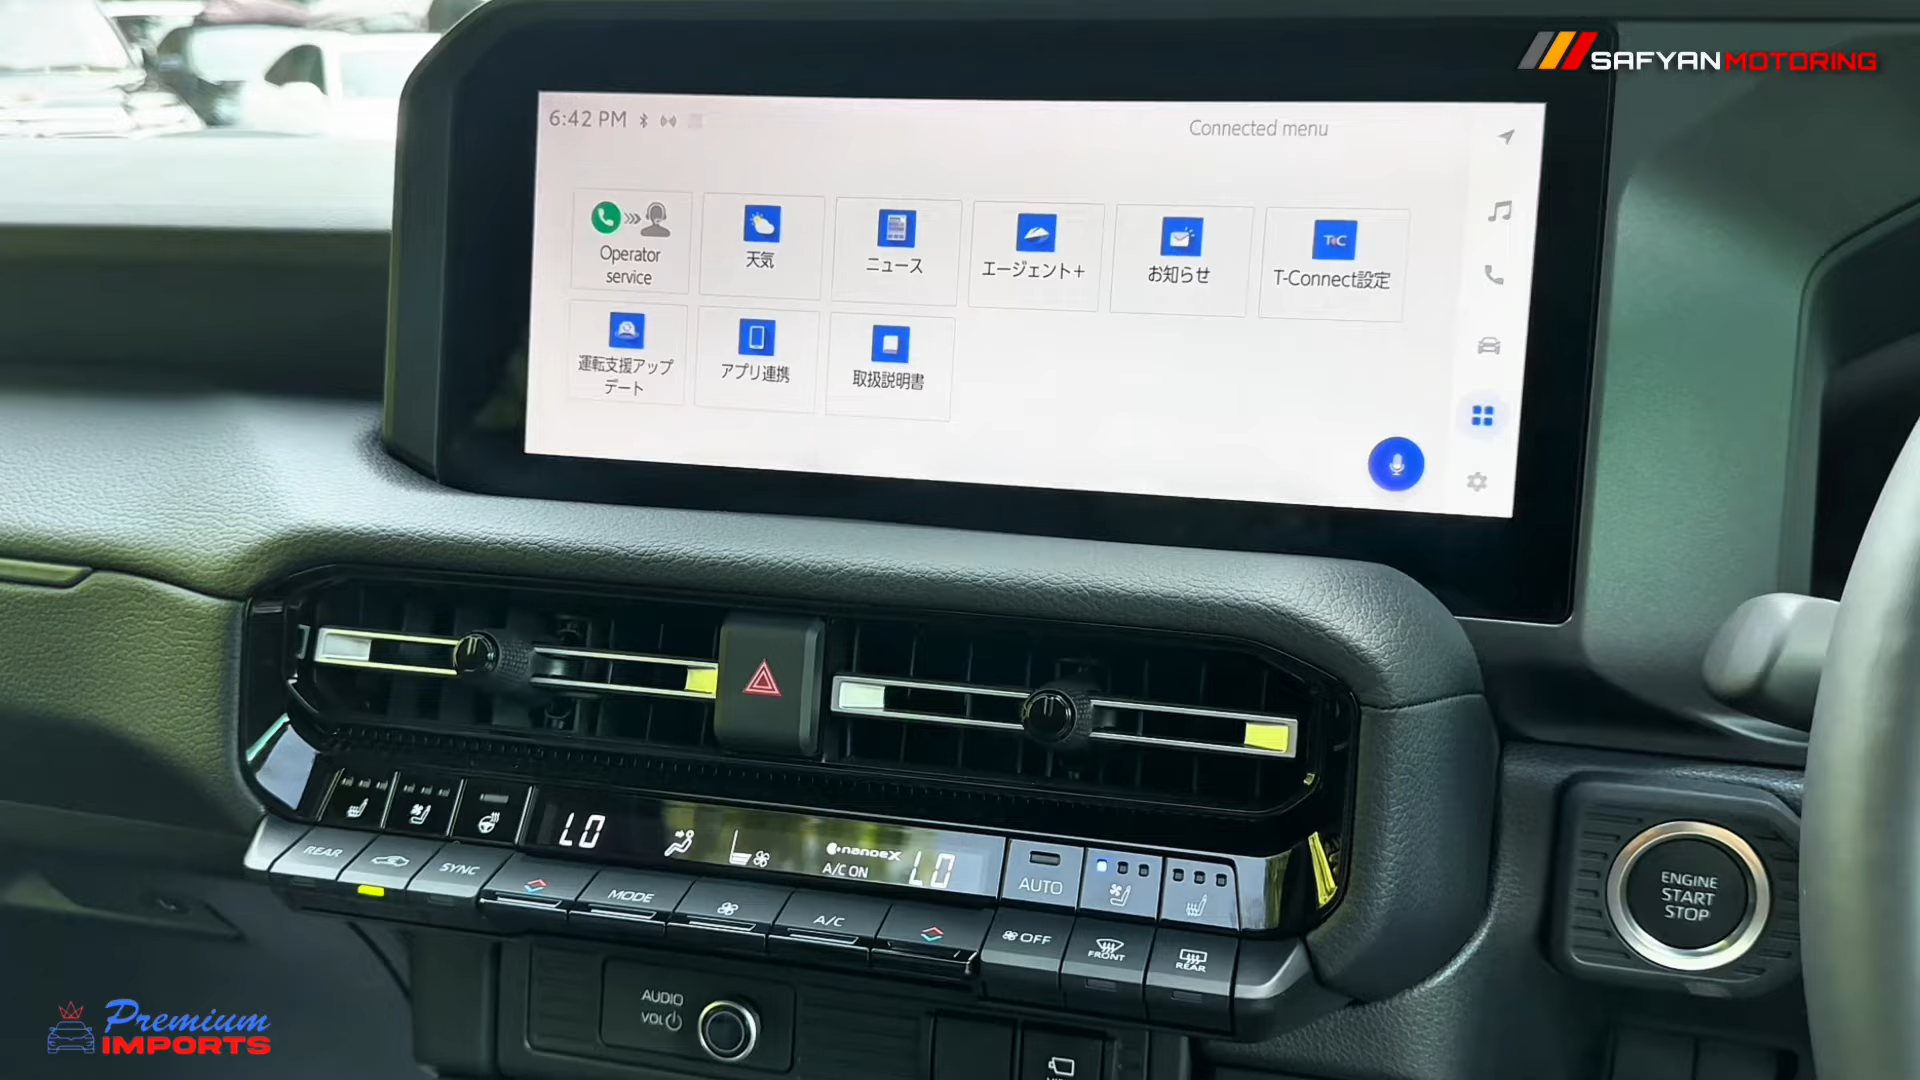 SAFYAN MOTORING
6:42 PM
Connected menu
Operator
service
天気
ニュース
エージェント+
お知らせ
T-Connect設定
運転支援アップ
デート
アプリ連携
取扱説明書
LO
nanoeX
A/C ON
LO
AUTO
REAR
SYNC
MODE
A/C
OFF
FRONT
REAR
ENGINE
START
STOP
AUDIO
VOL
Premium
IMPORTS